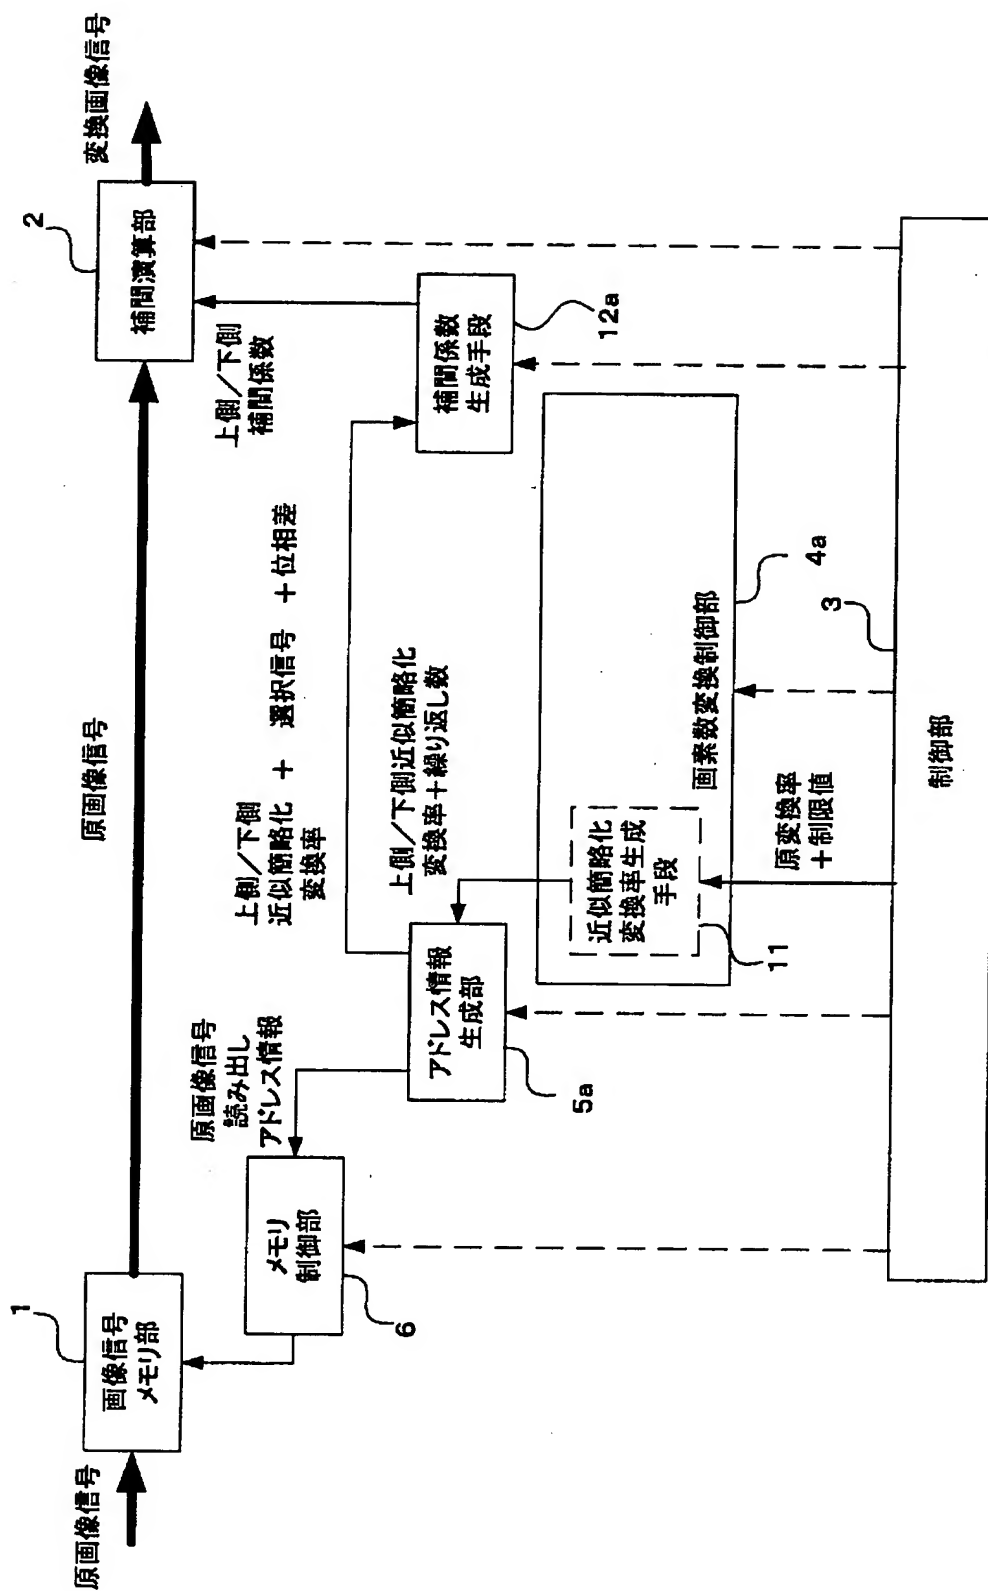 原画像信号
1
画像信号
メモリ部
原画像信号
2
補間演算部
変換画像信号
6
メモリ
制御部
原画像信号
読み出し
アドレス情報
上側/下側
近似簡略化 + 選択信号 +位相差
変換率
上側/下側
補間係数
5a
アドレス情報
生成部
上側/下側近似簡略化
変換率+繰り返し数
補間係数
生成手段
12a
11
近似簡略化
変換率生成
手段
画素数変換制御部
4a
原変換率
+制限値
3
制御部